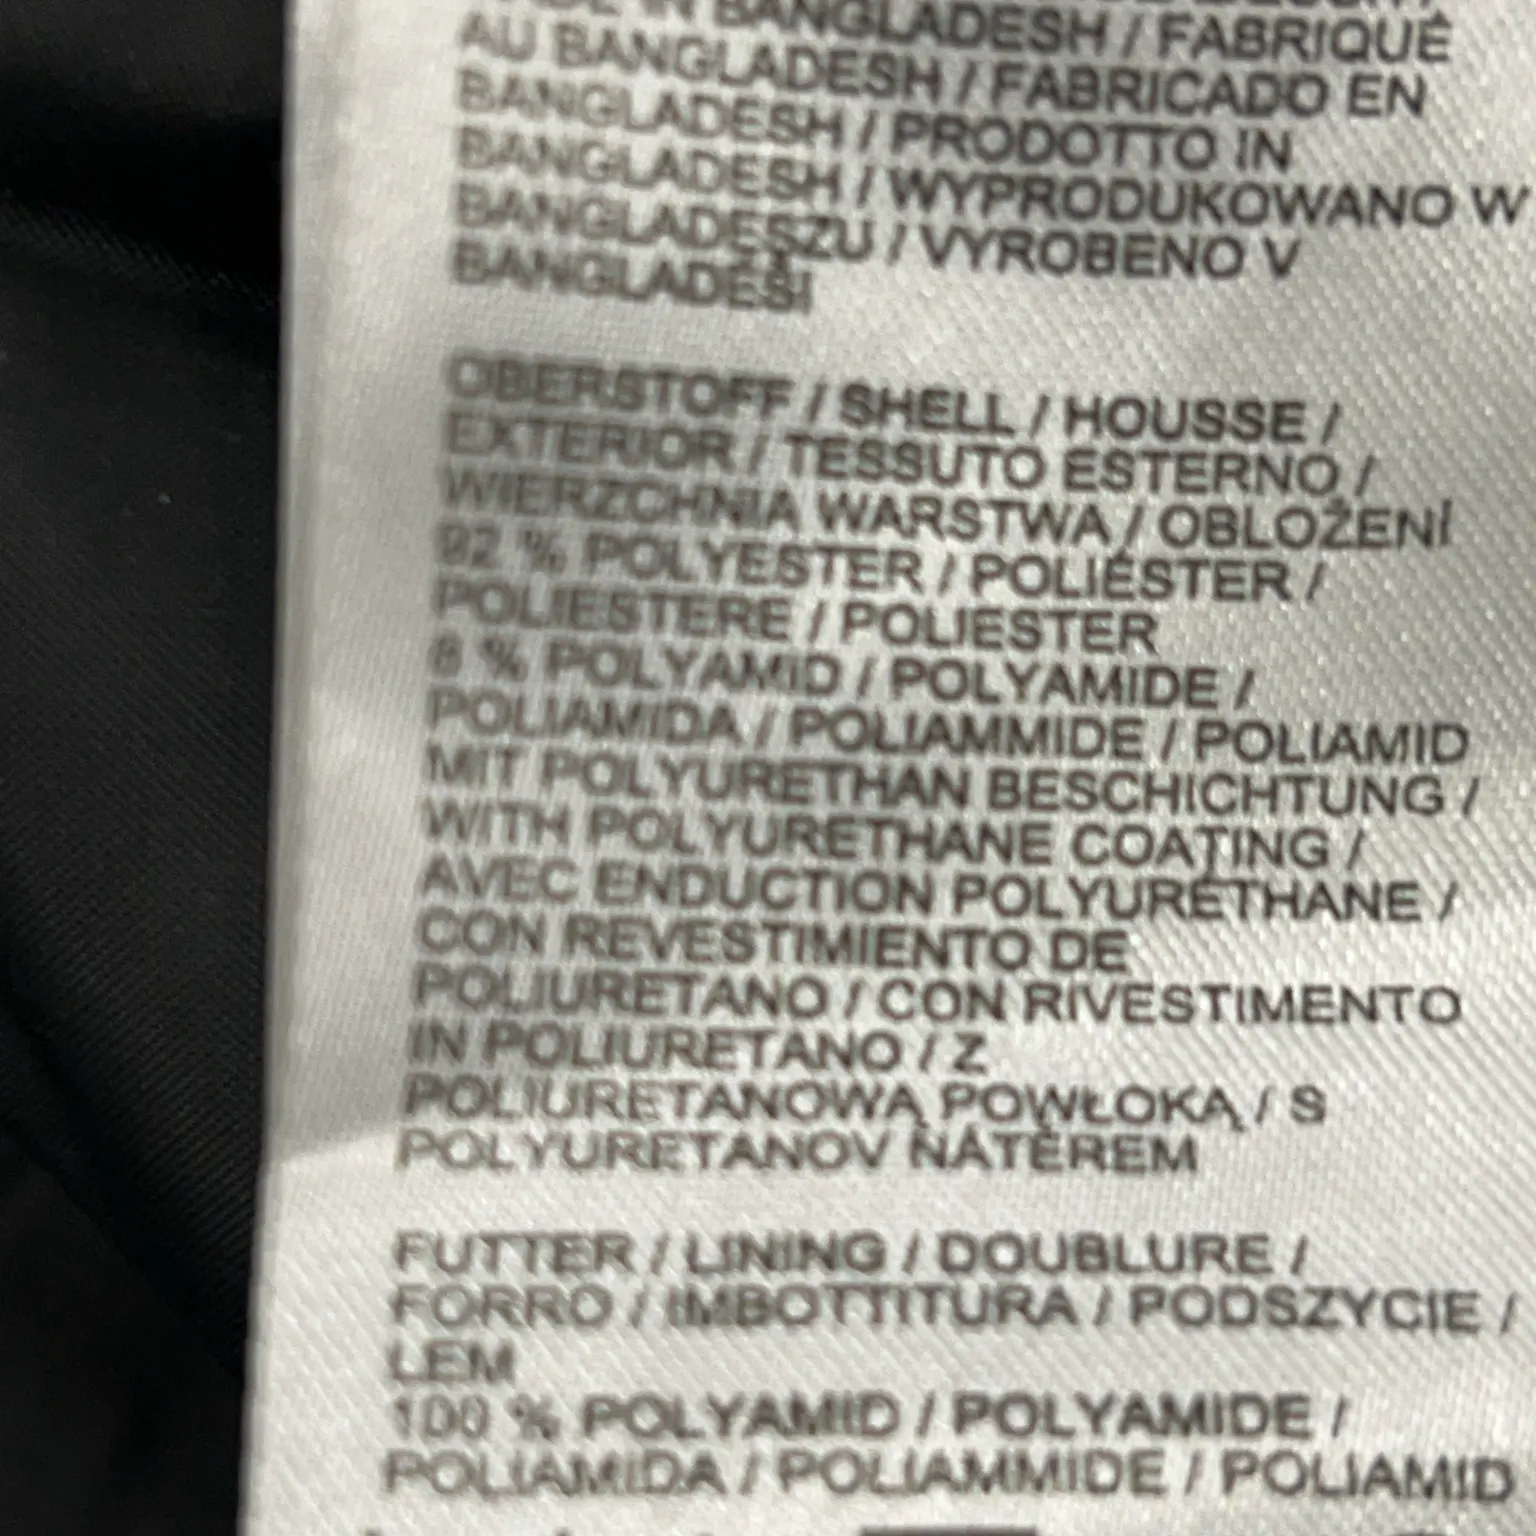 IN BANGLADESH / FABRIQUÉ
AU BANGLADESH / FABRICADO EN
BANGLADESH / PRODOTTO IN
BANGLADESH / WYPRODUKOWANO W
BANGLADESZU / VYROBENO V
BANGLADÉŠI
OBERSTOFF / SHELL / HOUSSE /
EXTERIOR / TESSUTO ESTERNO /
WIERZCHNIA WARSTWA / OBLOŽENÍ
92 % POLYESTER / POLIÉSTER /
POLIESTERE / POLIESTER
8 % POLYAMID / POLYAMIDE /
POLIAMIDA / POLIAMMIDE / POLIAMID
MIT POLYURETHAN BESCHICHTUNG /
WITH POLYURETHANE COATING /
AVEC ENDUCTION POLYURÉTHANE /
CON REVESTIMIENTO DE
POLIURETANO / CON RIVESTIMENTO
IN POLIURETANO / Z
POLIURETANOWĄ POWŁOKĄ / S
POLYURETANOV NÁTĚREM
FUTTER / LINING / DOUBLURE /
FORRO / IMBOTTITURA / PODSZYCIE /
LEM
100 % POLYAMID / POLYAMIDE /
POLIAMIDA / POLIAMMIDE / POLIAMID